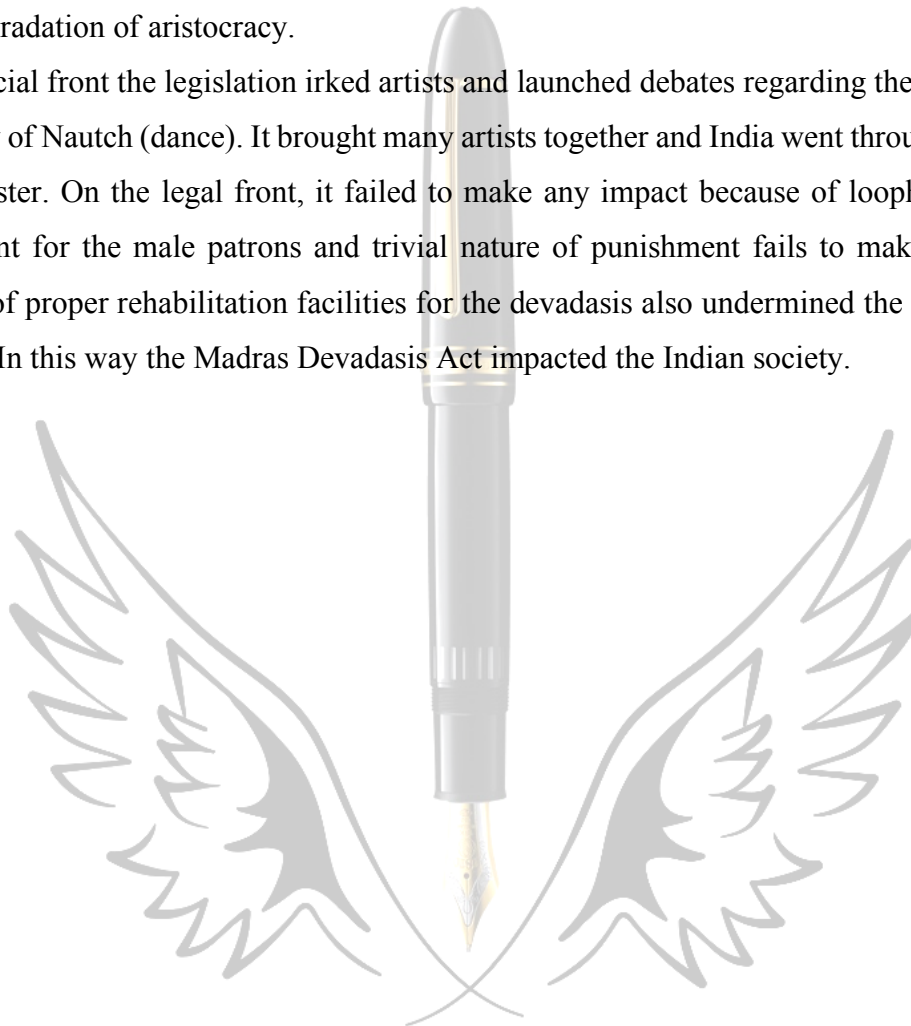 radation of aristocracy.
cial front the legislation irked artists and launched debates regarding the
of Nautch (dance). It brought many artists together and India went throu
ster. On the legal front, it failed to make any impact because of looph
nt for the male patrons and trivial nature of punishment fails to mak
of proper rehabilitation facilities for the devadasis also undermined the
In this way the Madras Devadasis Act impacted the Indian society.